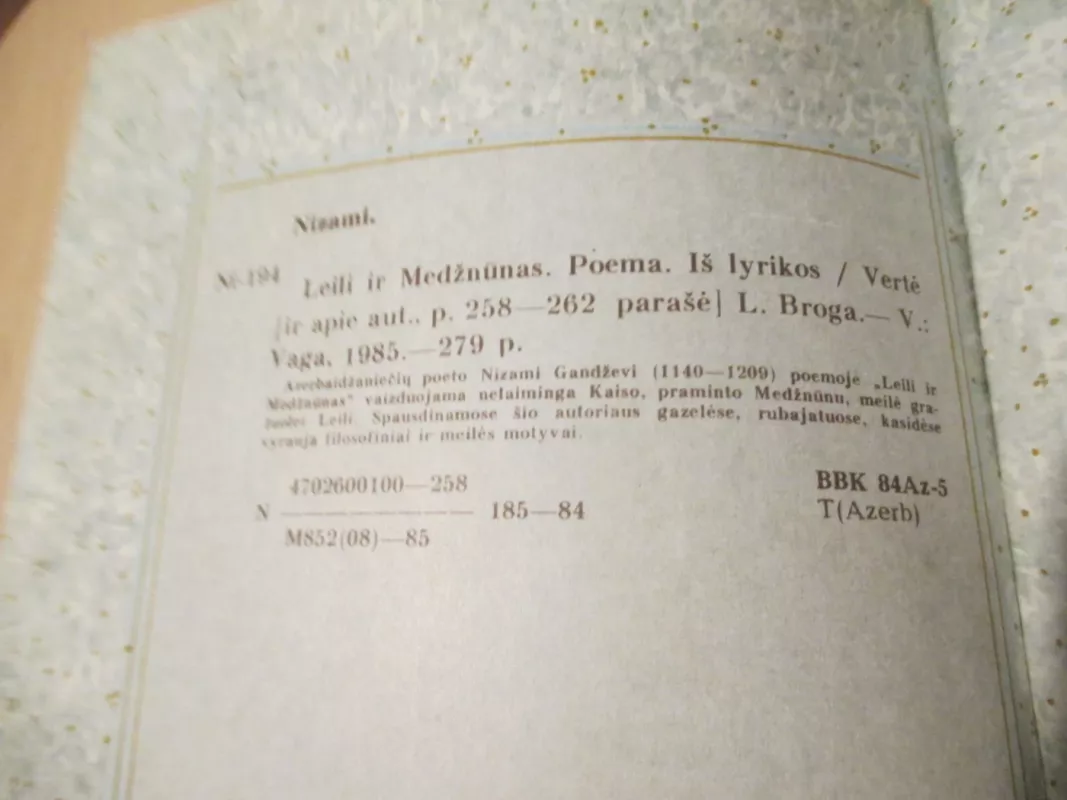 Nizami.
Ni-194 Leili ir Medžnūnas. Poema. Iš lyrikos / Vertė
[ir apie aut., p. 258—262 parašė] L. Broga.— V.:
Vaga, 1985.—279 p.
Azerbaidžaniečių poeto Nizami Gandževi (1140—1209) poemoje „Leili ir
Medžnūnas" vaizduojama nelaiminga Kaiso, praminto Medžnūnu, meilė gra-
žuolei Leili. Spausdinamose šio autoriaus gazelėse, rubajatuose, kasidėse
vyrauja filosofiniai ir meilės motyvai.
4702600100—258
N 185—84
M852(08)—85
BBK 84Az-5
T(Azerb)